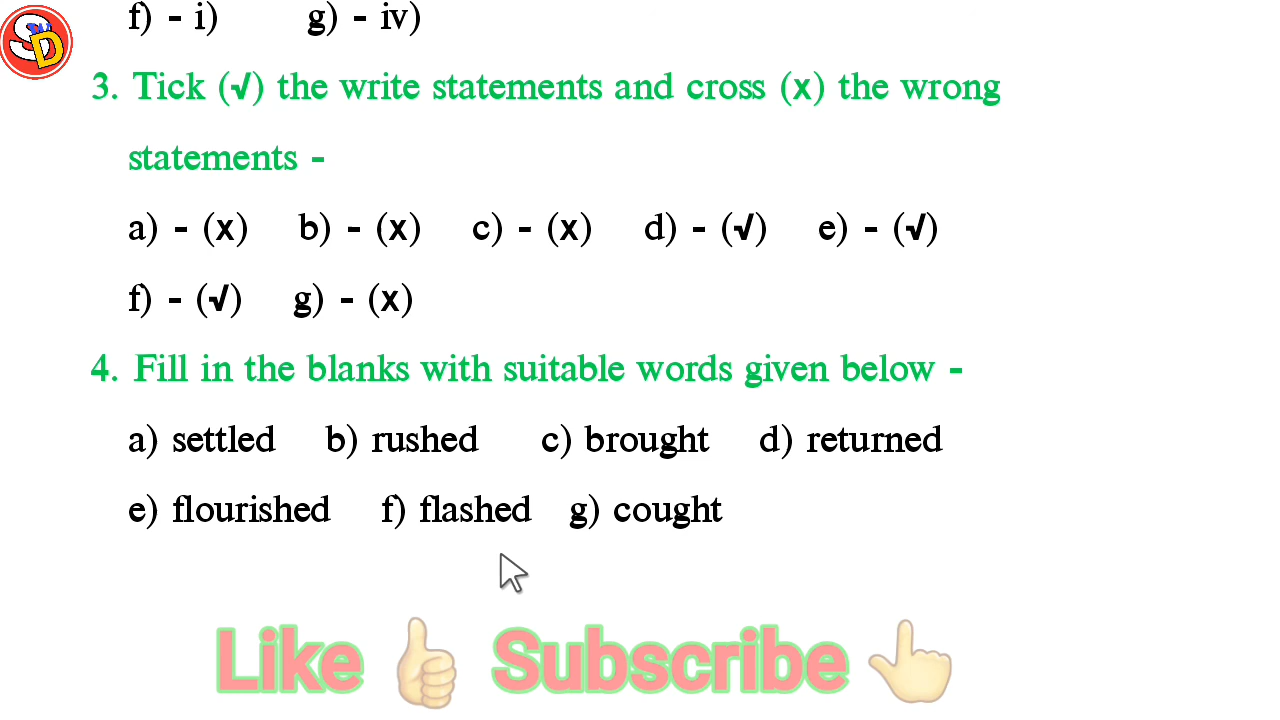 f) - i) g) - iv)
SD
3. Tick (√) the write statements and cross (x) the wrong
statements -
a) - (x) b) - (x) c) - (x) d) - (√) e) - (√)
f) - (√) g) - (x)
4. Fill in the blanks with suitable words given below -
a) settled b) rushed c) brought d) returned
e) flourished f) flashed g) cought
Like Subscribe